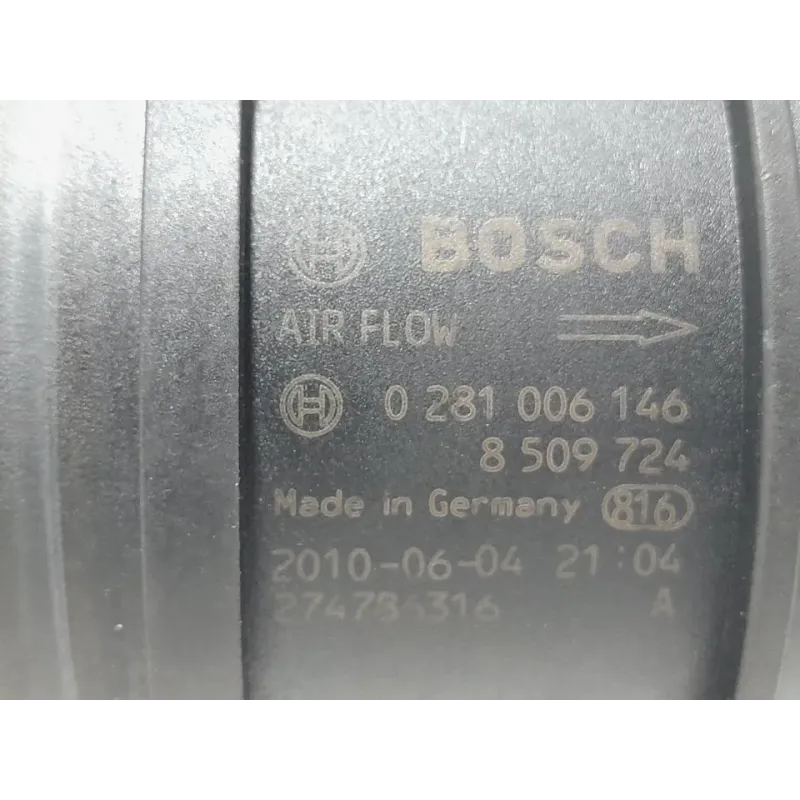 BOSCH
AIR FLOW
0 281 006 146
8 509 724
Made in Germany 816
2010-06-04 21:04
A